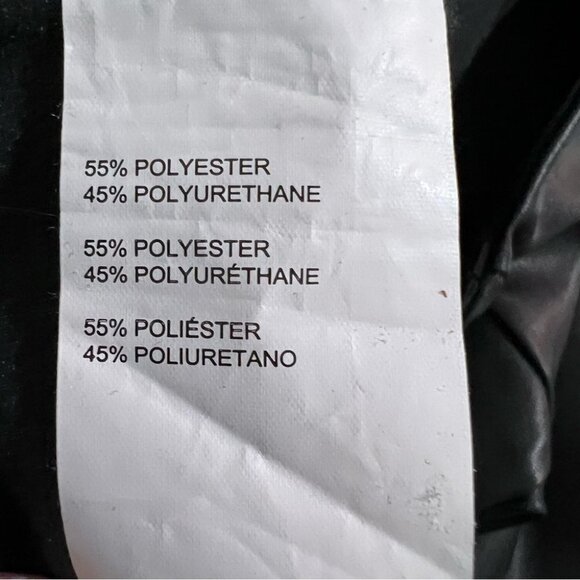 55% POLYESTER
45% POLYURETHANE
55% POLYESTER
45% POLYURÉTHANE
55% POLIÉSTER
45% POLIURETANO